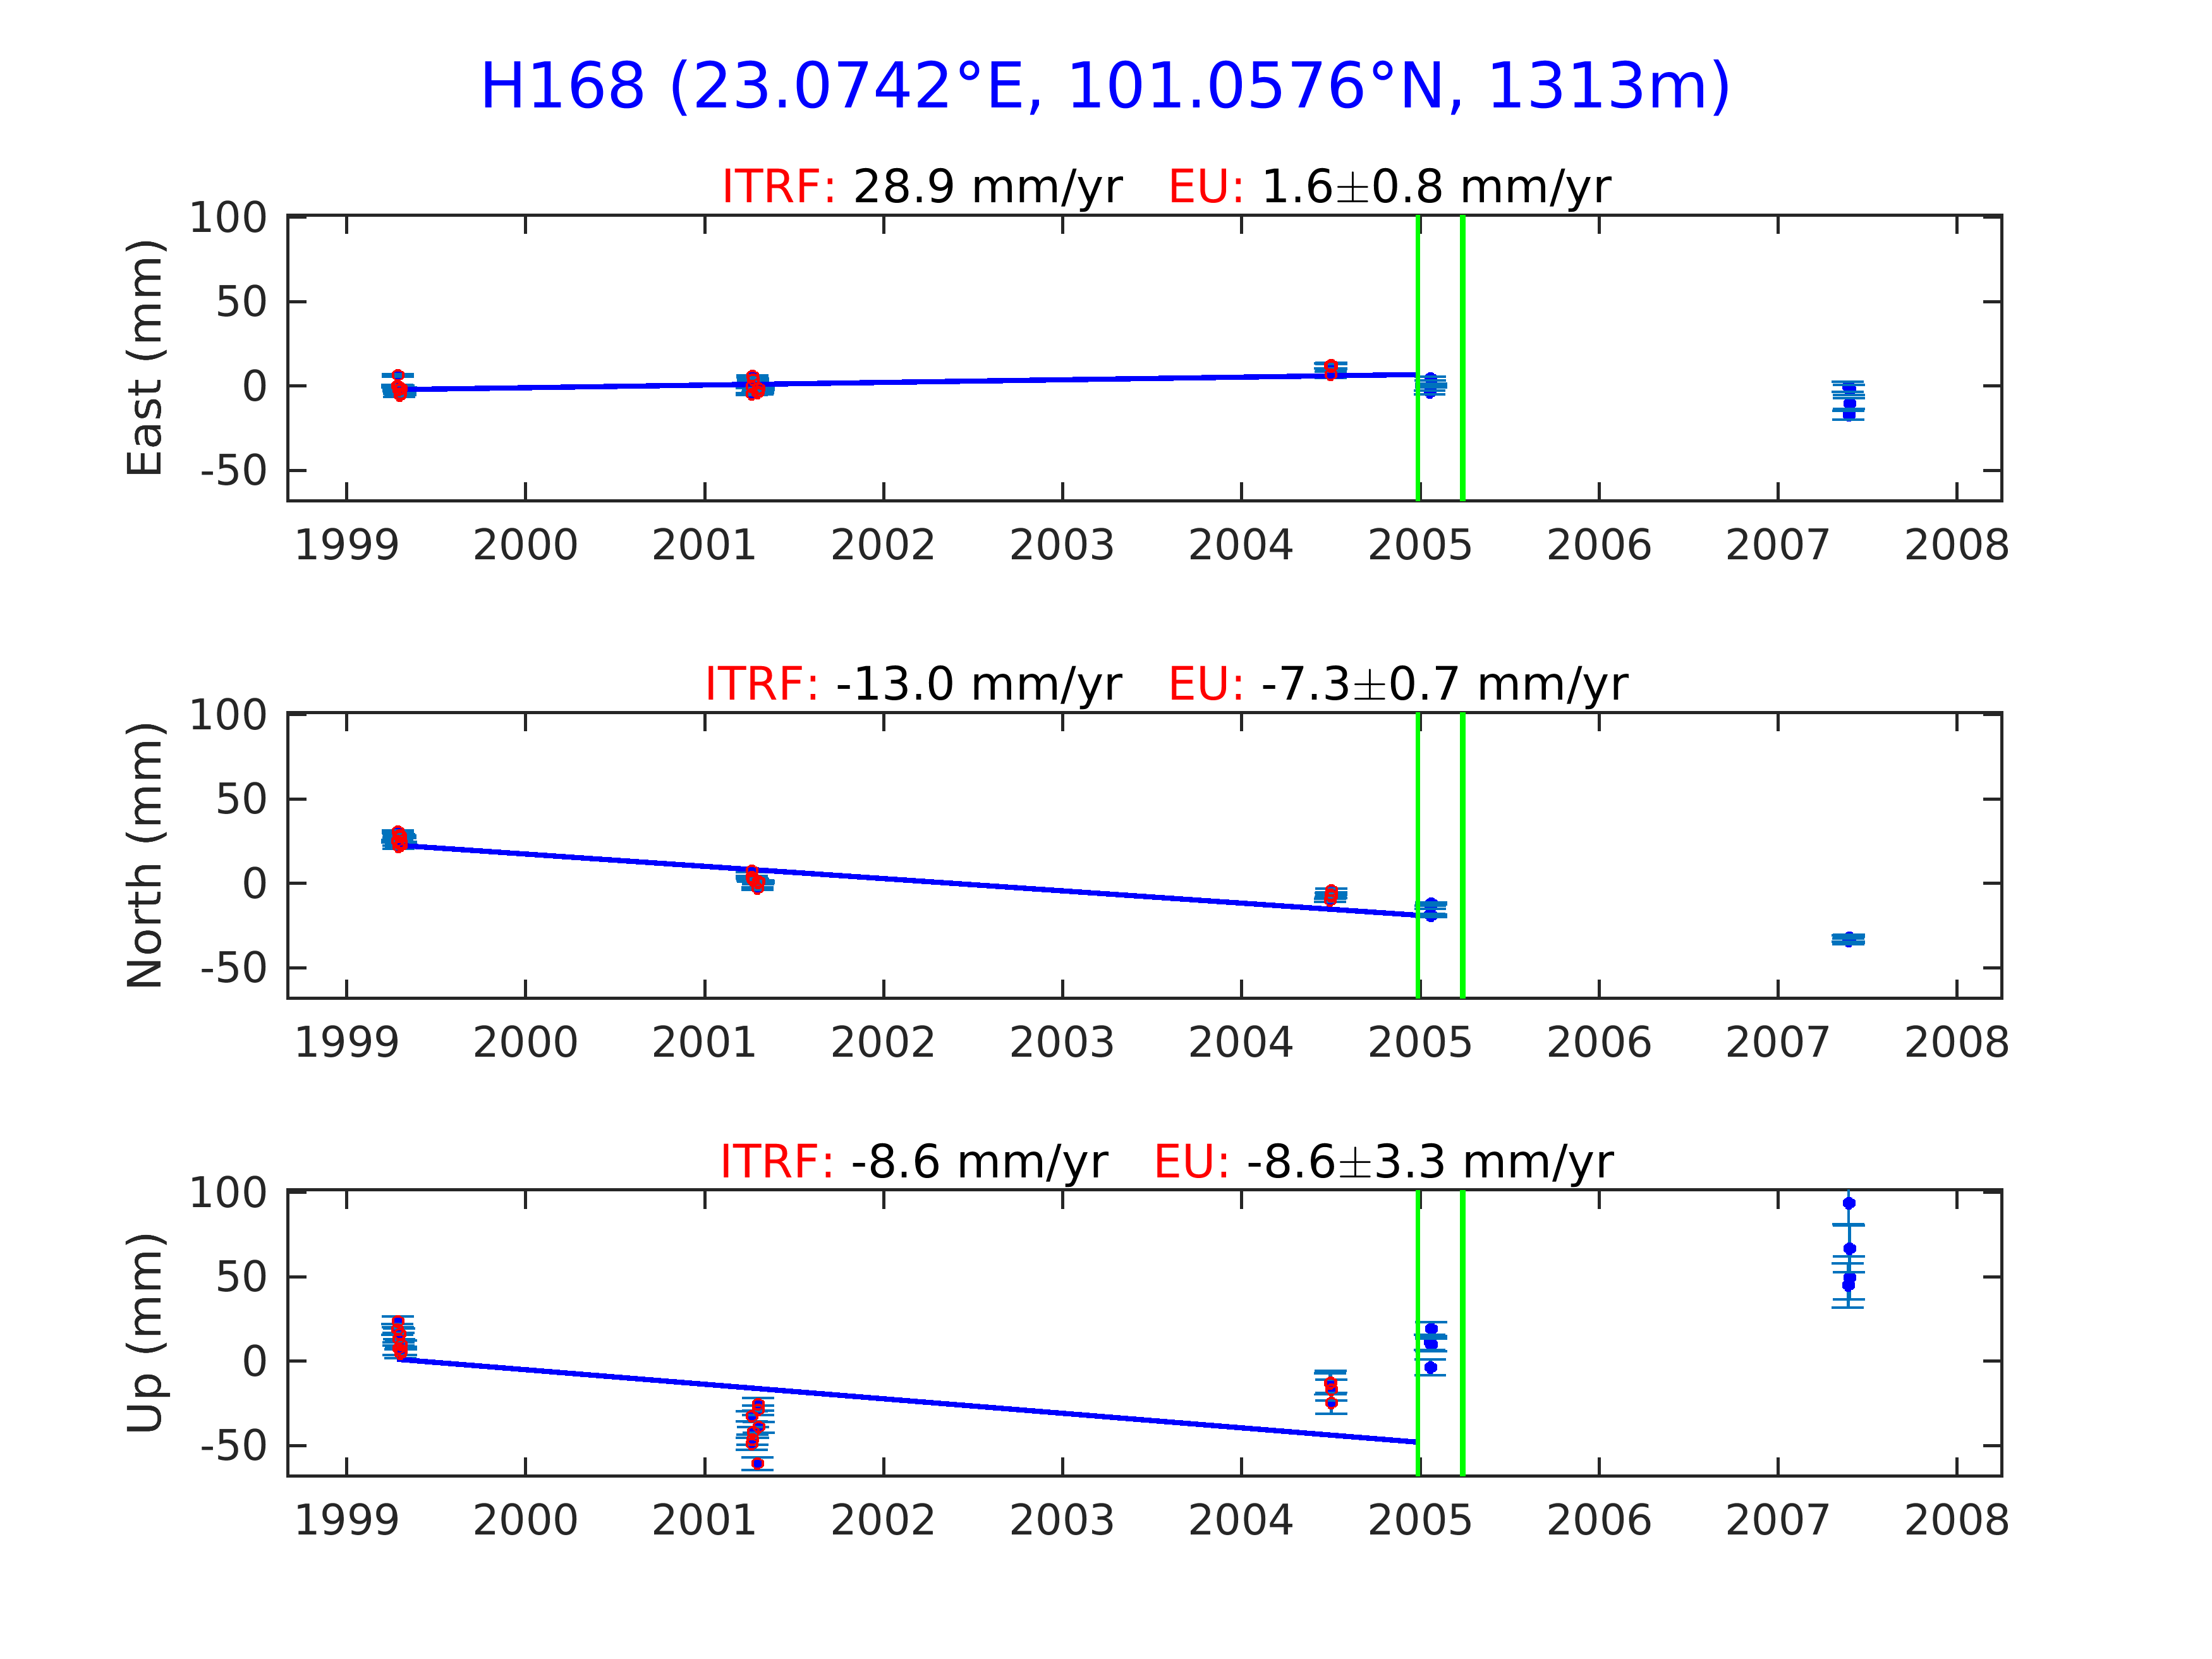 H168 (23.0742°E, 101.0576°N, 1313m)
ITRF: 28.9 mm/yr EU: 1.6±0.8 mm/yr
East (mm)
100
50
0
-50
1999 2000 2001 2002 2003 2004 2005 2006 2007 2008
ITRF: -13.0 mm/yr EU: -7.3±0.7 mm/yr
North (mm)
100
50
0
-50
1999 2000 2001 2002 2003 2004 2005 2006 2007 2008
ITRF: -8.6 mm/yr EU: -8.6±3.3 mm/yr
Up (mm)
100
50
0
-50
1999 2000 2001 2002 2003 2004 2005 2006 2007 2008